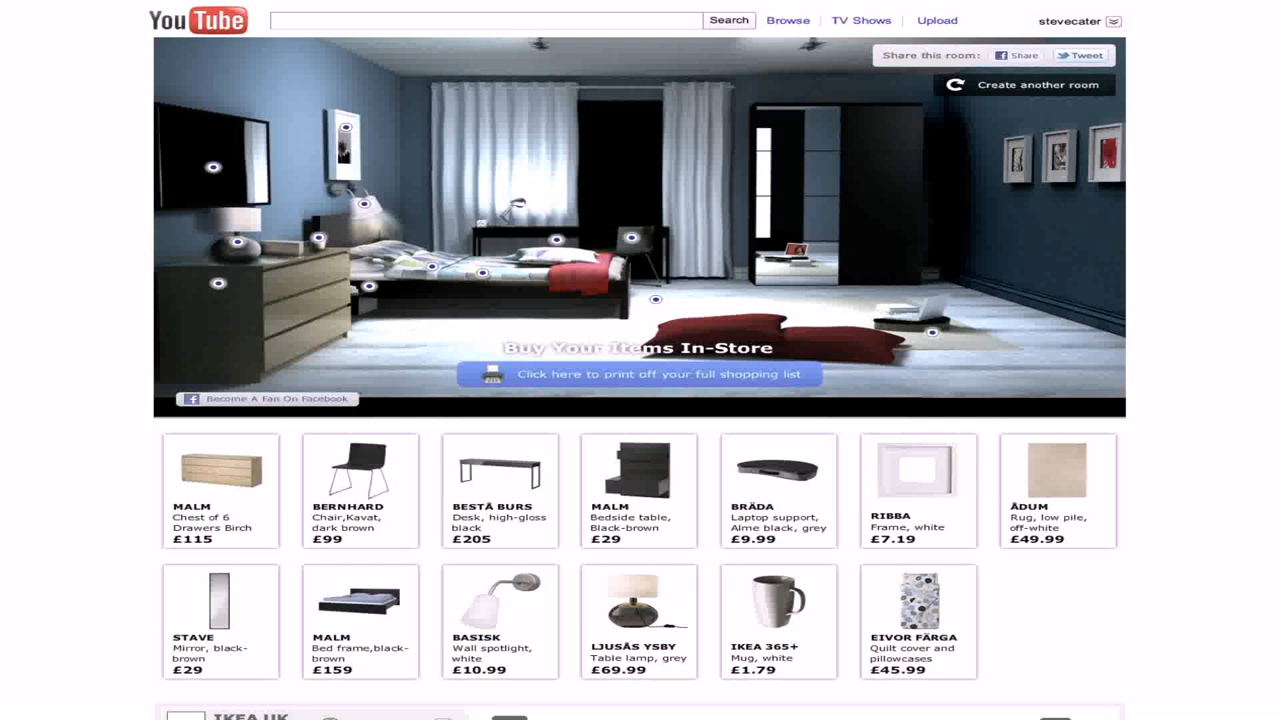 YouTube
Search
Browse
TV Shows
Upload
stevecater
Share this room:
Share
Tweet
Create another room
Buy Your Items In-Store
Click here to print off your full shopping list
Become A Fan On Facebook
MALM
Chest of 6
Drawers Birch
£115
BERNHARD
Chair,Kavat,
dark brown
£99
BESTÅ BURS
Desk, high-gloss
black
£205
MALM
Bedside table,
Black-brown
£29
BRÄDA
Laptop support,
Alme black, grey
£9.99
RIBBA
Frame, white
£7.19
ÅDUM
Rug, low pile,
off-white
£49.99
STAVE
Mirror, black-
brown
£29
MALM
Bed frame,black-
brown
£159
BASISK
Wall spotlight,
white
£10.99
LJUSÅS YSBY
Table lamp, grey
£69.99
IKEA 365+
Mug, white
£1.79
EIVOR FÄRGA
Quilt cover and
pillowcases
£45.99
IKEA UK